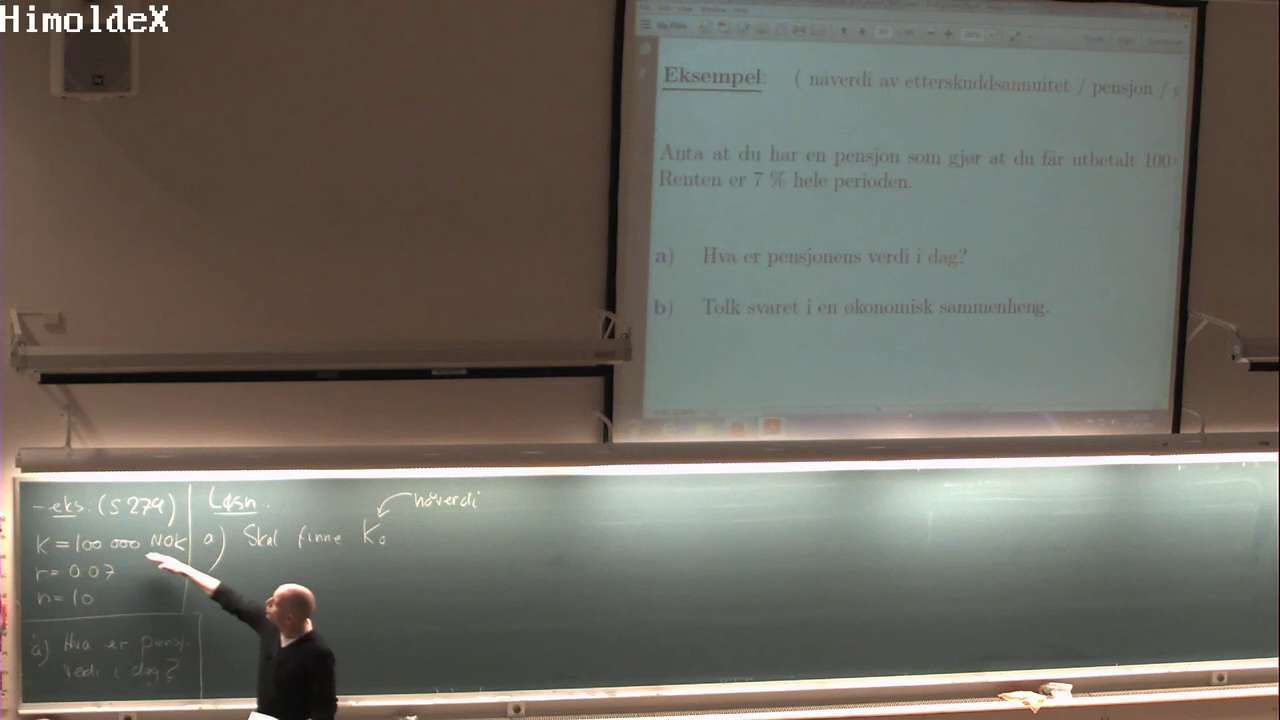 HimoldeX
Eksempel: ( nåverdi av etterskuddsannuitet / pensjon /
Anta at du har en pensjon som gjør at du får utbetalt 100
Renten er 7 % hele perioden.
a) Hva er pensjonens verdi i dag?
b) Tolk svaret i en økonomisk sammenheng.
- eks. (S 279)
K = 100 000 NOK
r = 0.07
n = 10
a) Hva er pensj.
verdi i dag?
Løsn.
nåverdi
a) Skal finne K₀